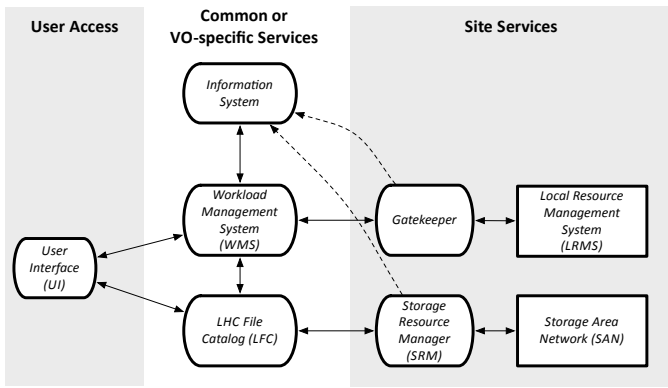 User Access
Common or
VO-specific Services
Site Services
Information
System
Workload
Management
System
(WMS)
Gatekeeper
Local Resource
Management
System
(LRMS)
User
Interface
(UI)
LHC File
Catalog (LFC)
Storage
Resource
Manager
(SRM)
Storage Area
Network (SAN)